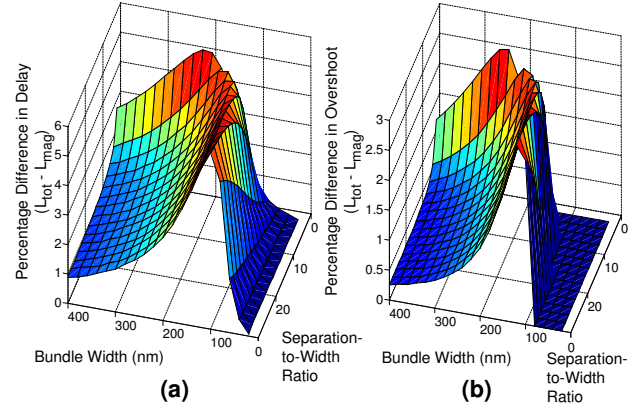 Percentage Difference in Delay
(L_tot - L_mag)
6
5
4
3
2
1
0
400
300
200
100
0
0
10
20
Bundle Width (nm)
Separation-
to-Width
Ratio
(a)
Percentage Difference in Overshoot
(L_tot - L_mag)
3
2.5
2
1.5
1
0.5
0
400
300
200
100
0
0
10
20
Bundle Width (nm)
Separation-
to-Width
Ratio
(b)